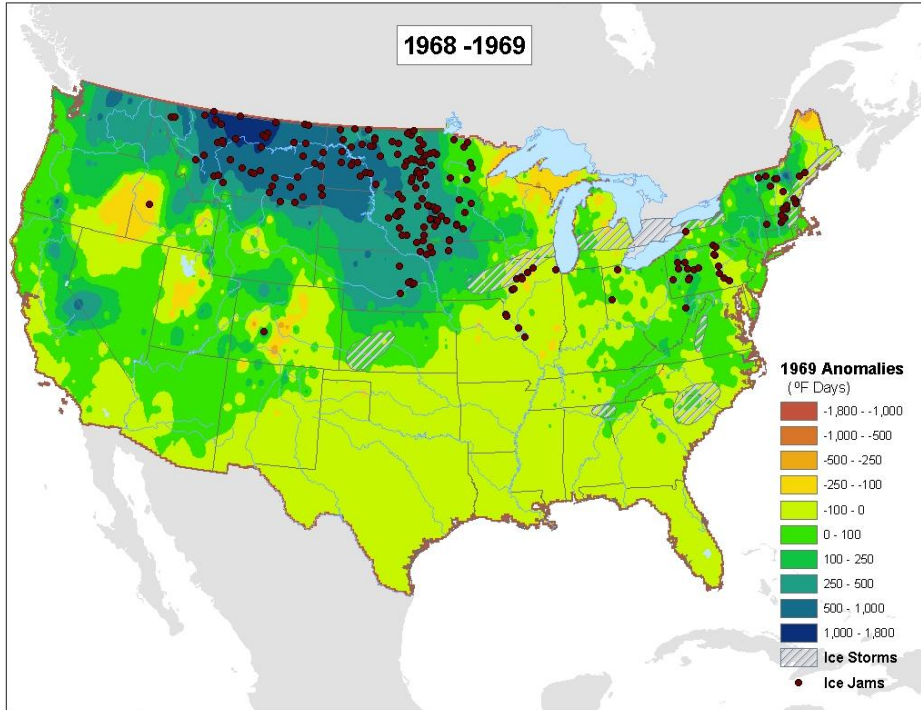 1968 -1969
1969 Anomalies
(°F Days)
-1,800 - -1,000
-1,000 - -500
-500 - -250
-250 - -100
-100 - 0
0 - 100
100 - 250
250 - 500
500 - 1,000
1,000 - 1,800
Ice Storms
Ice Jams